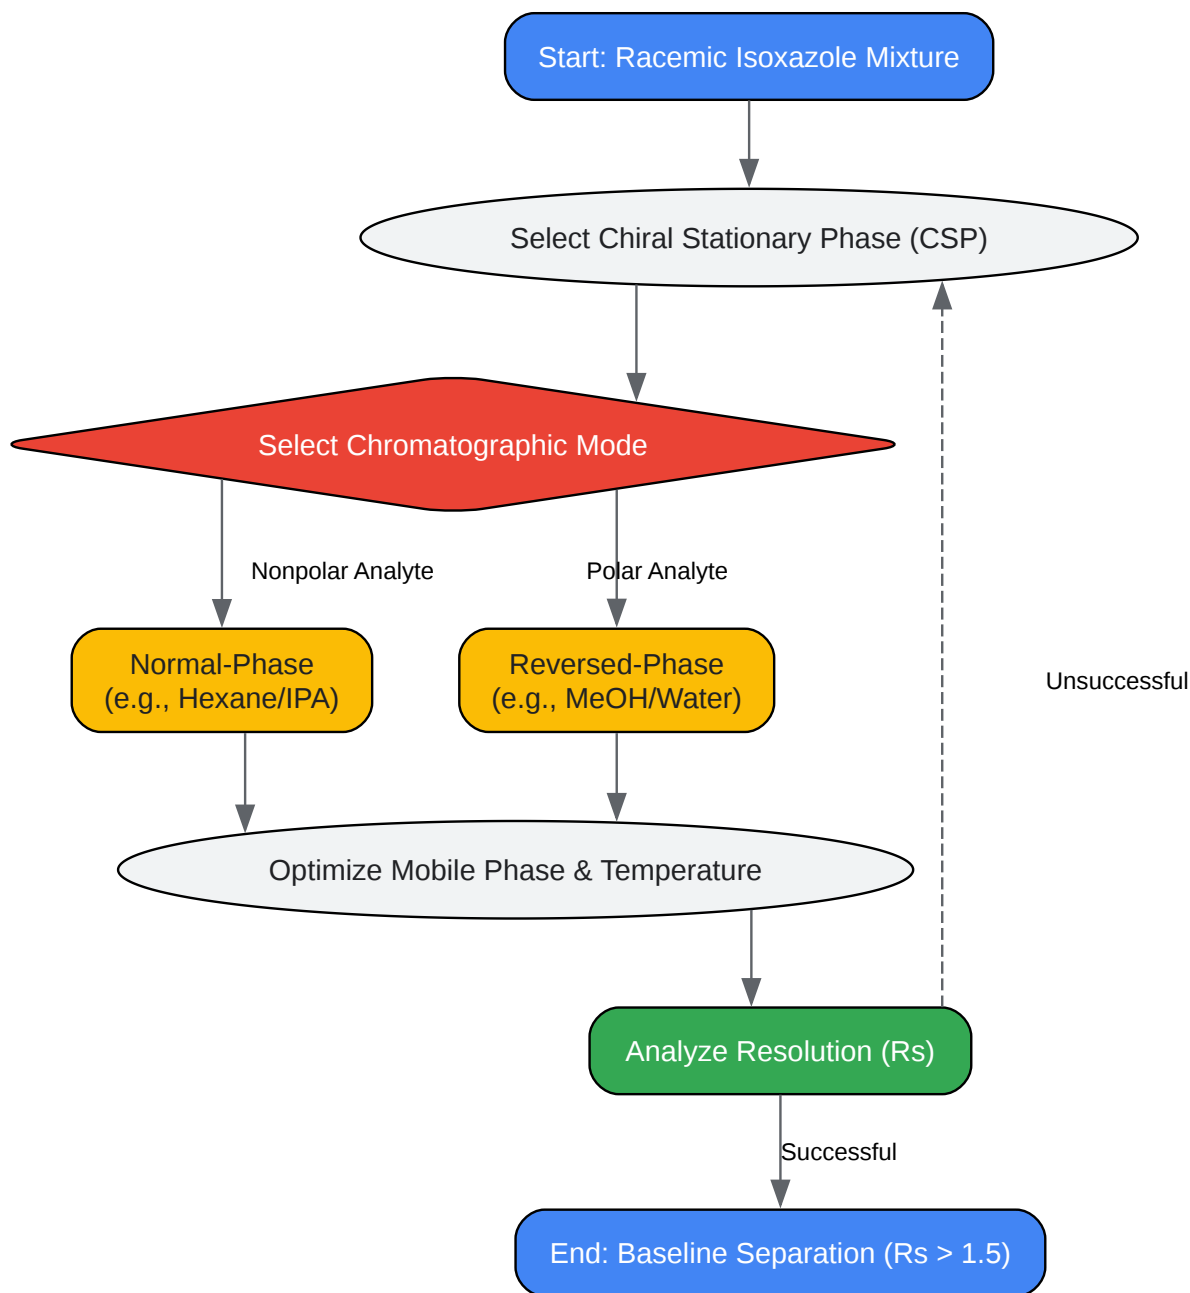 Start: Racemic Isoxazole Mixture
Select Chiral Stationary Phase (CSP)
Select Chromatographic Mode
Nonpolar Analyte
Polar Analyte
Normal-Phase
(e.g., Hexane/IPA)
Reversed-Phase
(e.g., MeOH/Water)
Unsuccessful
Optimize Mobile Phase & Temperature
Analyze Resolution (Rs)
Successful
End: Baseline Separation (Rs > 1.5)